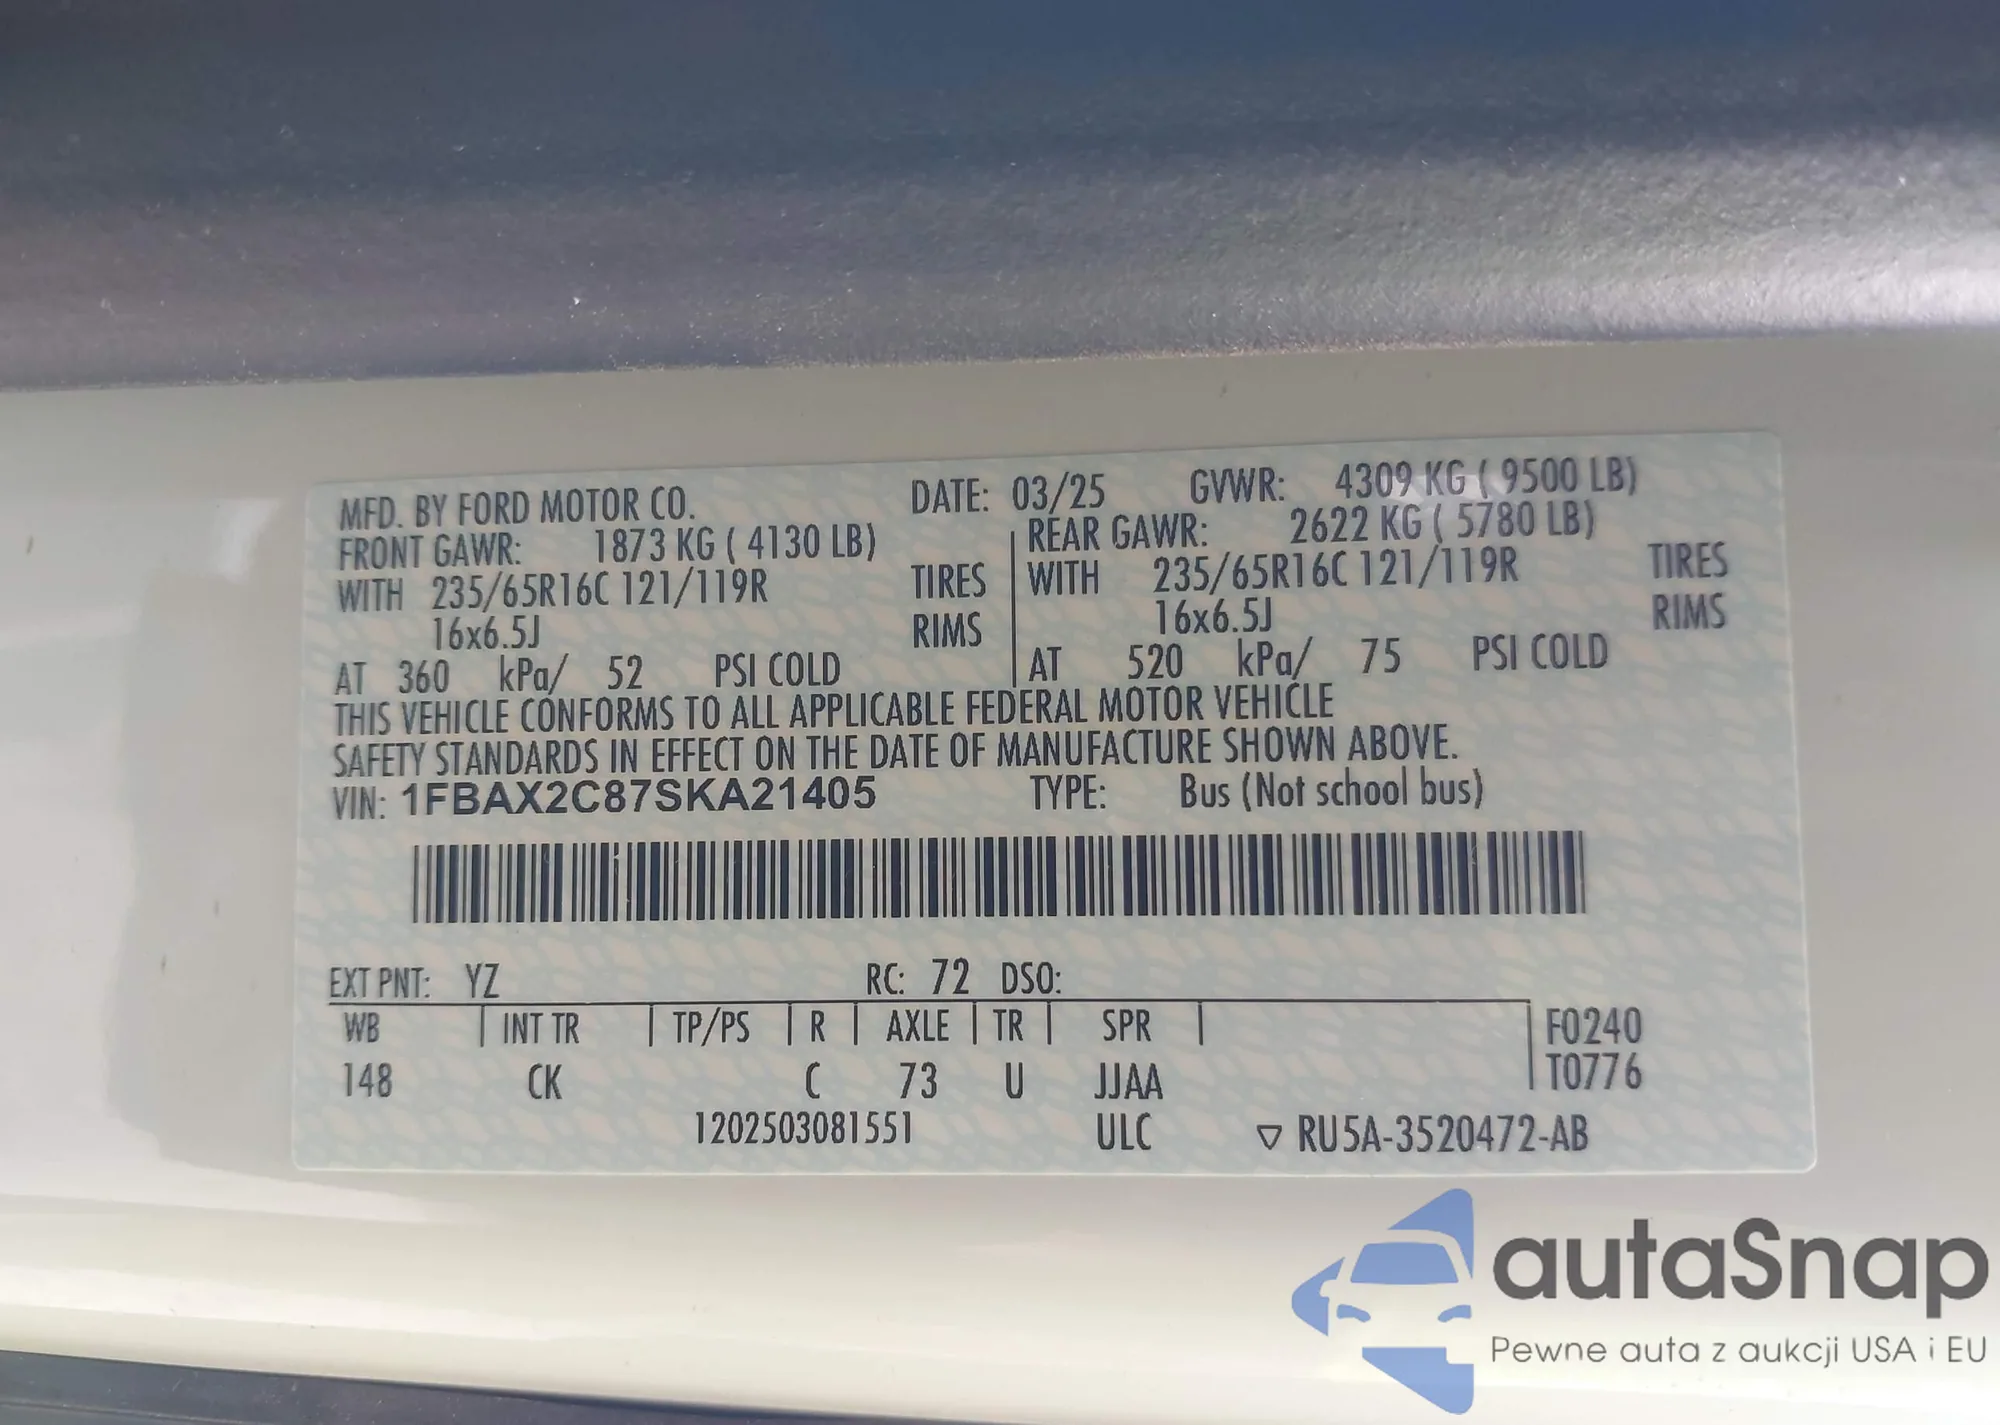 MFD. BY FORD MOTOR CO. DATE: 03/25 GVWR: 4309 KG ( 9500 LB)
FRONT GAWR: 1873 KG ( 4130 LB) REAR GAWR: 2622 KG ( 5780 LB)
WITH 235/65R16C 121/119R TIRES WITH 235/65R16C 121/119R TIRES
16x6.5J RIMS 16x6.5J RIMS
AT 360 kPa/ 52 PSI COLD AT 520 kPa/ 75 PSI COLD
THIS VEHICLE CONFORMS TO ALL APPLICABLE FEDERAL MOTOR VEHICLE
SAFETY STANDARDS IN EFFECT ON THE DATE OF MANUFACTURE SHOWN ABOVE.
VIN: 1FBAX2C87SKA21405 TYPE: Bus (Not school bus)
EXT PNT: YZ RC: 72 DSO:
WB | INT TR | TP/PS | R | AXLE | TR | SPR | F0240
148 CK C 73 U JJAA T0776
1202503081551 ULC ▽ RU5A-3520472-AB
autaSnap
Pewne auta z aukcji USA i EU